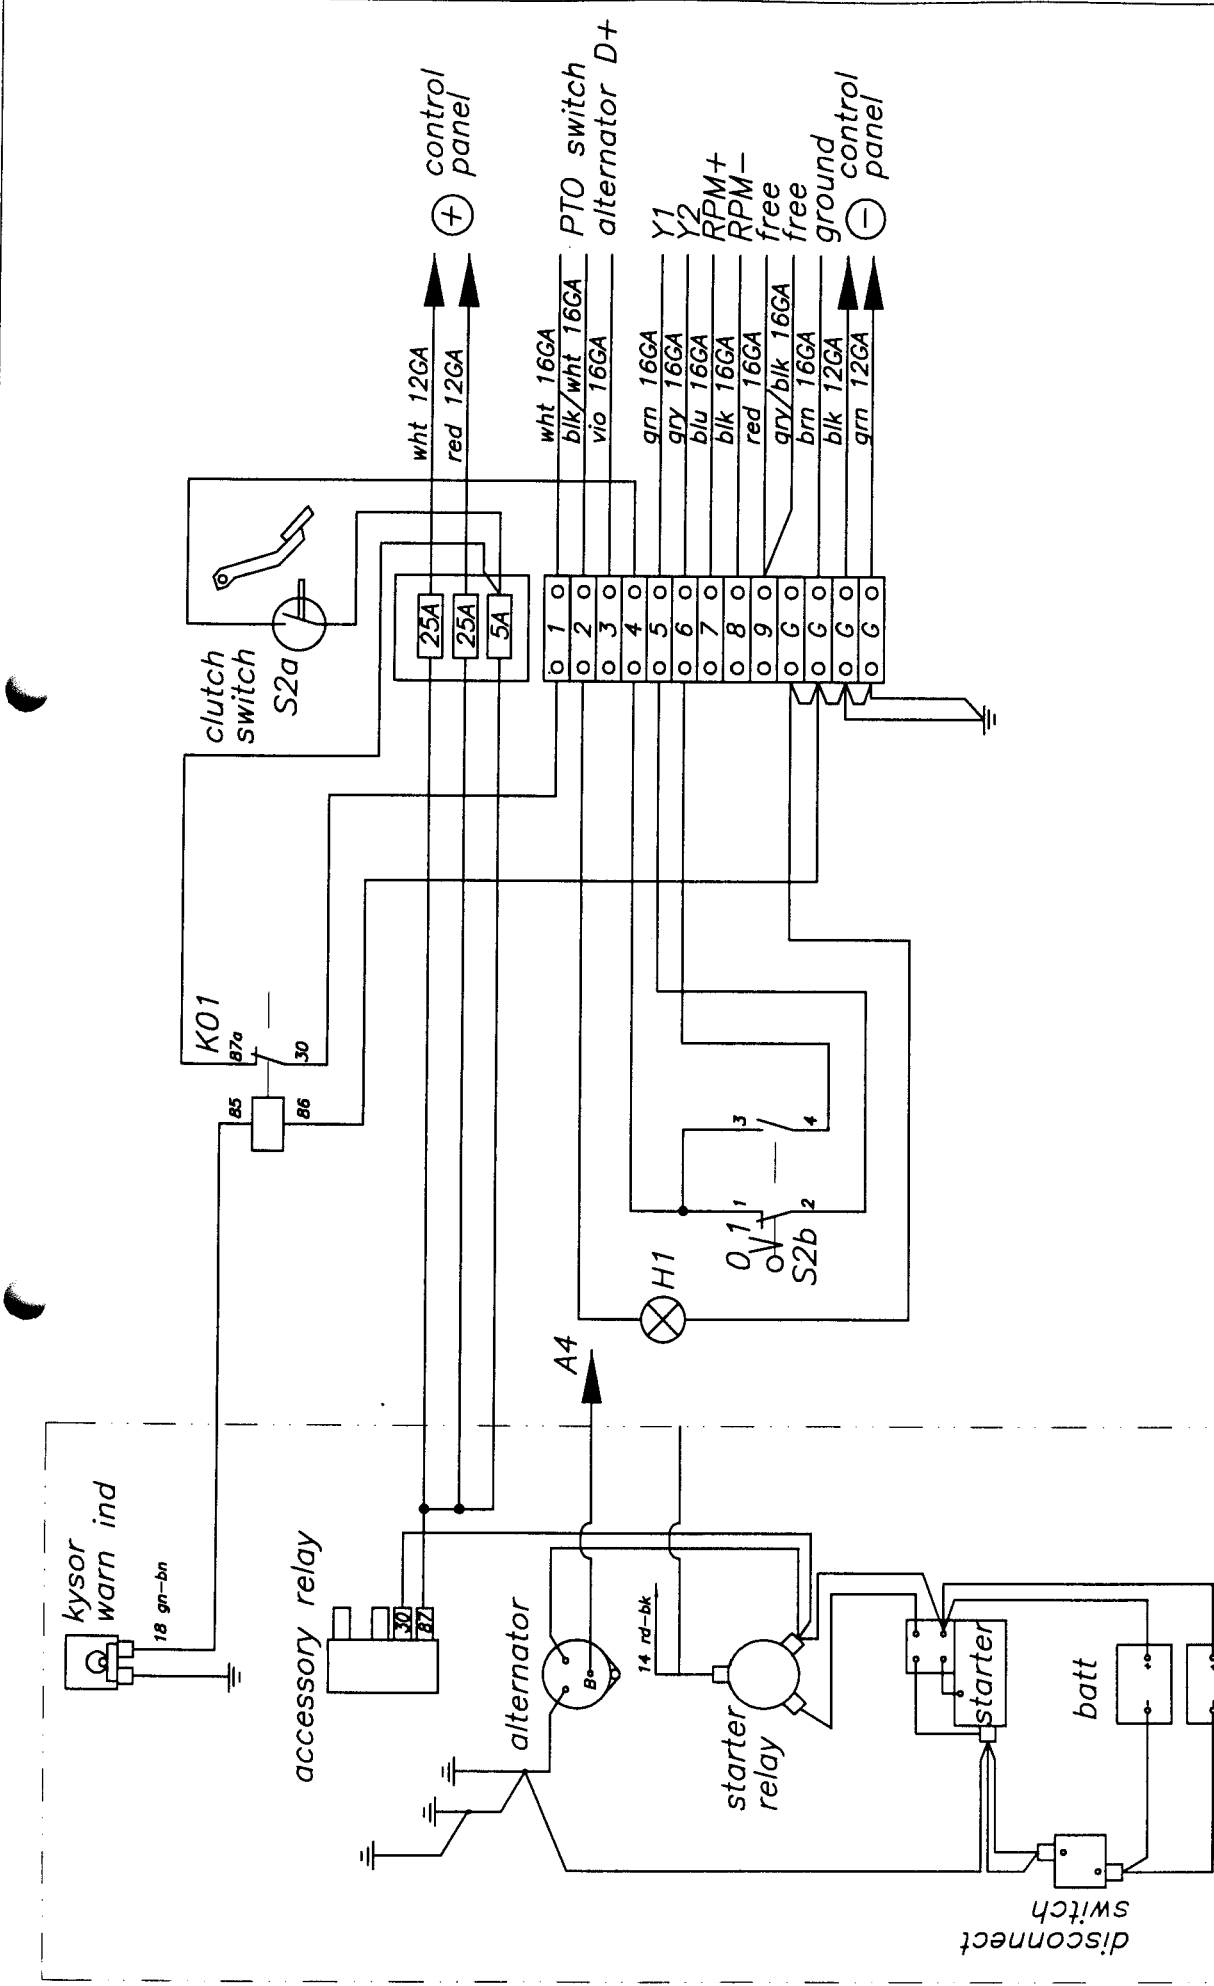 kysor
warn ind
18 gn-bn
accessory relay
30
87
alternator
B
14 rd-bk
starter
relay
starter
batt
+
−
+
disconnect
switch
A4
H1
0 1
S2b
1
2
3
4
K01
85
86
87a
30
clutch
switch
S2a
25A
25A
5A
1
2
3
4
5
6
7
8
9
G
G
G
G
wht 12GA
red 12GA
+ control
panel
wht 16GA
blk/wht 16GA
vio 16GA
PTO switch
alternator D+
grn 16GA
gry 16GA
blu 16GA
blk 16GA
red 16GA
gry/blk 16GA
brn 16GA
blk 12GA
grn 12GA
Y1
Y2
RPM+
RPM−
free
free
ground
− control
panel